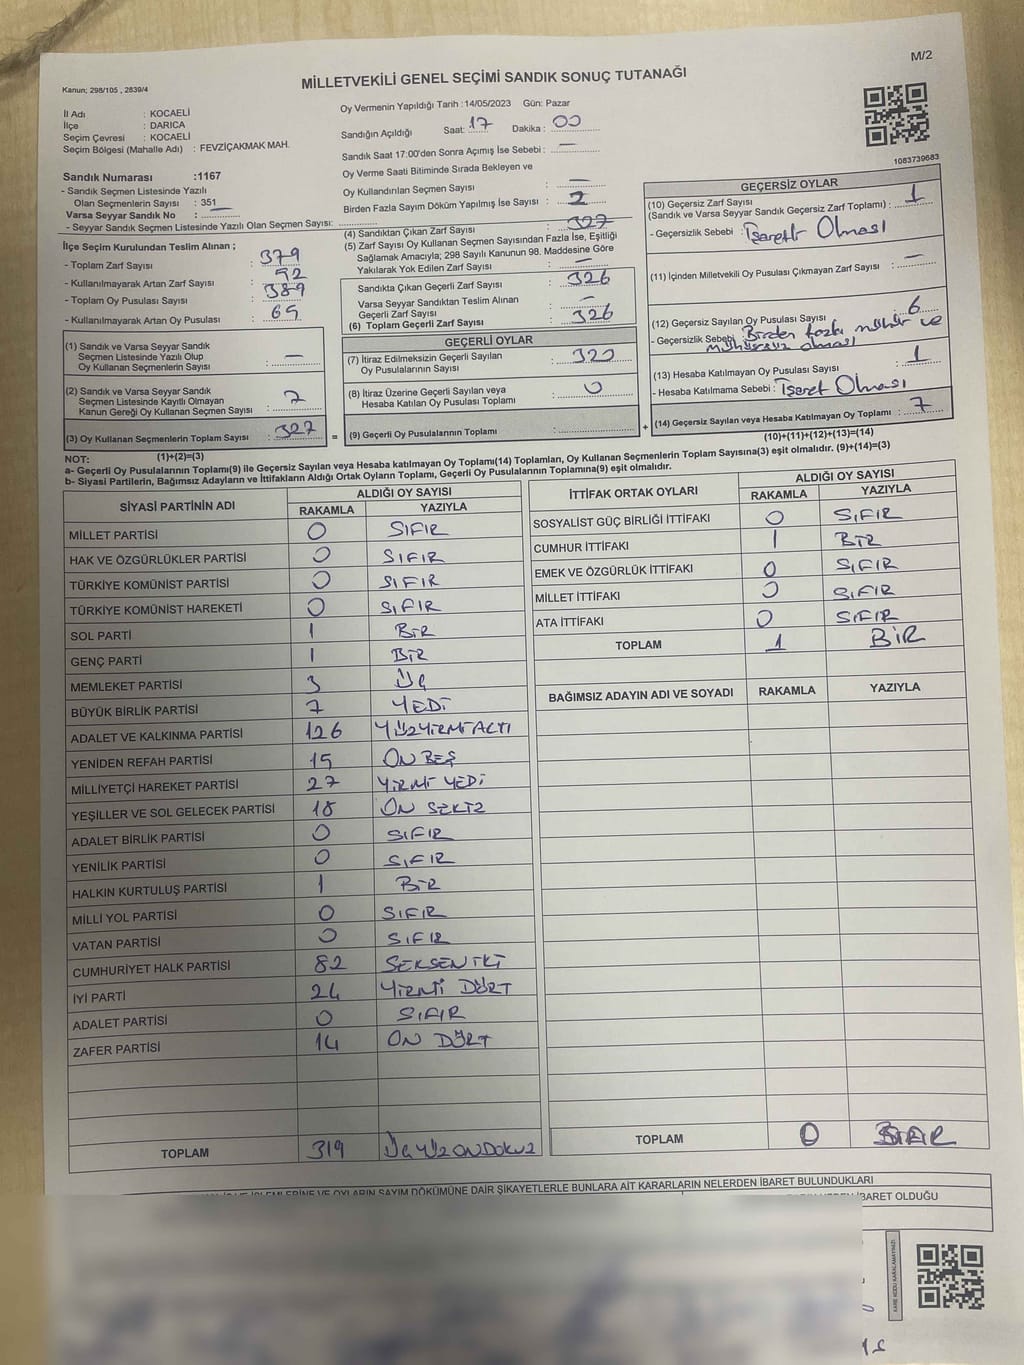 M/2
MİLLETVEKİLİ GENEL SEÇİMİ SANDIK SONUÇ TUTANAĞI
Kanun; 298/105 , 2839/4
İl Adı : KOCAELİ
İlçe : DARICA
Seçim Çevresi : KOCAELİ
Seçim Bölgesi (Mahalle Adı) : FEVZİÇAKMAK MAH.
Sandık Numarası :1167
- Sandık Seçmen Listesinde Yazılı
Olan Seçmenlerin Sayısı : 351
Varsa Seyyar Sandık No : —
- Seyyar Sandık Seçmen Listesinde Yazılı Olan Seçmen Sayısı:
İlçe Seçim Kurulundan Teslim Alınan ;
- Toplam Zarf Sayısı : 379
- Kullanılmayarak Artan Zarf Sayısı : 52
- Toplam Oy Pusulası Sayısı : 389
- Kullanılmayarak Artan Oy Pusulası : 65
(1) Sandık ve Varsa Seyyar Sandık
Seçmen Listesinde Yazılı Olup
Oy Kullanan Seçmenlerin Sayısı : —
(2) Sandık ve Varsa Seyyar Sandık
Seçmen Listesinde Kayıtlı Olmayan
Kanun Gereği Oy Kullanan Seçmen Sayısı : 7
(3) Oy Kullanan Seçmenlerin Toplam Sayısı : 327
(1)+(2)=(3)
Oy Vermenin Yapıldığı Tarih :14/05/2023 Gün: Pazar
Sandığın Açıldığı Saat: 17 Dakika : 00
Sandık Saat 17:00'den Sonra Açımış İse Sebebi : —
Oy Verme Saati Bitiminde Sırada Bekleyen ve
Oy Kullandırılan Seçmen Sayısı : —
Birden Fazla Sayım Döküm Yapılmış İse Sayısı : 2
(4) Sandıktan Çıkan Zarf Sayısı : 327
(5) Zarf Sayısı Oy Kullanan Seçmen Sayısından Fazla İse, Eşitliği
Sağlamak Amacıyla; 298 Sayılı Kanunun 98. Maddesine Göre
Yakılarak Yok Edilen Zarf Sayısı : —
Sandıkta Çıkan Geçerli Zarf Sayısı : 326
Varsa Seyyar Sandıktan Teslim Alınan
Geçerli Zarf Sayısı : —
(6) Toplam Geçerli Zarf Sayısı : 326
GEÇERLİ OYLAR
(7) İtiraz Edilmeksizin Geçerli Sayılan
Oy Pusulalarının Sayısı : 320
(8) İtiraz Üzerine Geçerli Sayılan veya
Hesaba Katılan Oy Pusulası Toplamı : 0
= (9) Geçerli Oy Pusulalarının Toplamı :
1083739683
GEÇERSİZ OYLAR
(10) Geçersiz Zarf Sayısı
(Sandık ve Varsa Seyyar Sandık Geçersiz Zarf Toplamı) : 1
- Geçersizlik Sebebi : İşaretli Olması
(11) İçinden Milletvekili Oy Pusulası Çıkmayan Zarf Sayısı : —
(12) Geçersiz Sayılan Oy Pusulası Sayısı : 6
- Geçersizlik Sebebi Birden fazla mühür ve
mühürsüz olması
(13) Hesaba Katılmayan Oy Pusulası Sayısı : 1
- Hesaba Katılmama Sebebi : İşaret Olması
+ (14) Geçersiz Sayılan veya Hesaba Katılmayan Oy Toplamı : 7
(10)+(11)+(12)+(13)=(14)
NOT:
a- Geçerli Oy Pusulalarının Toplamı(9) ile Geçersiz Sayılan veya Hesaba katılmayan Oy Toplamı(14) Toplamları, Oy Kullanan Seçmenlerin Toplam Sayısına(3) eşit olmalıdır. (9)+(14)=(3)
b- Siyasi Partilerin, Bağımsız Adayların ve İttifakların Aldığı Ortak Oyların Toplamı, Geçerli Oy Pusulalarının Toplamına(9) eşit olmalıdır.
SİYASİ PARTİNİN ADI ALDIĞI OY SAYISI
RAKAMLA YAZIYLA
MİLLET PARTİSİ 0 SIFIR
HAK VE ÖZGÜRLÜKLER PARTİSİ 0 SIFIR
TÜRKİYE KOMÜNİST PARTİSİ 0 SIFIR
TÜRKİYE KOMÜNİST HAREKETİ 0 SIFIR
SOL PARTİ 1 BİR
GENÇ PARTİ 1 BİR
MEMLEKET PARTİSİ 3 ÜÇ
BÜYÜK BİRLİK PARTİSİ 7 YEDİ
ADALET VE KALKINMA PARTİSİ 126 YÜZYİRMİALTI
YENİDEN REFAH PARTİSİ 15 ON BEŞ
MİLLİYETÇİ HAREKET PARTİSİ 27 YİRMİ YEDİ
YEŞİLLER VE SOL GELECEK PARTİSİ 18 ON SEKİZ
ADALET BİRLİK PARTİSİ 0 SIFIR
YENİLİK PARTİSİ 0 SIFIR
HALKIN KURTULUŞ PARTİSİ 1 BİR
MİLLİ YOL PARTİSİ 0 SIFIR
VATAN PARTİSİ 0 SIFIR
CUMHURİYET HALK PARTİSİ 82 SEKSENİKİ
İYİ PARTİ 24 YİRMİ DÖRT
ADALET PARTİSİ 0 SIFIR
ZAFER PARTİSİ 14 ON DÖRT
TOPLAM 319 ÜÇYÜZONDOKUZ
İTTİFAK ORTAK OYLARI ALDIĞI OY SAYISI
RAKAMLA YAZIYLA
SOSYALİST GÜÇ BİRLİĞİ İTTİFAKI 0 SIFIR
CUMHUR İTTİFAKI 1 BİR
EMEK VE ÖZGÜRLÜK İTTİFAKI 0 SIFIR
MİLLET İTTİFAKI 0 SIFIR
ATA İTTİFAKI 0 SIFIR
TOPLAM 1 BİR
BAĞIMSIZ ADAYIN ADI VE SOYADI RAKAMLA YAZIYLA
TOPLAM 0 SIFIR
OYLARIN SAYIM DÖKÜMÜNE DAİR ŞİKAYETLERLE BUNLARA AİT KARARLARIN NELERDEN İBARET BULUNDUKLARI
İBARET OLDUĞU
KARE KODU KARALAMAYINIZ!